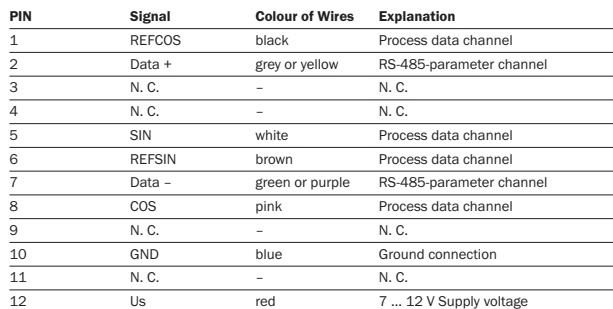 PIN Signal Colour of Wires Explanation
1 REFCOS black Process data channel
2 Data + grey or yellow RS-485-parameter channel
3 N. C. – N. C.
4 N. C. – N. C.
5 SIN white Process data channel
6 REFSIN brown Process data channel
7 Data – green or purple RS-485-parameter channel
8 COS pink Process data channel
9 N. C. – N. C.
10 GND blue Ground connection
11 N. C. – N. C.
12 Us red 7 ... 12 V Supply voltage